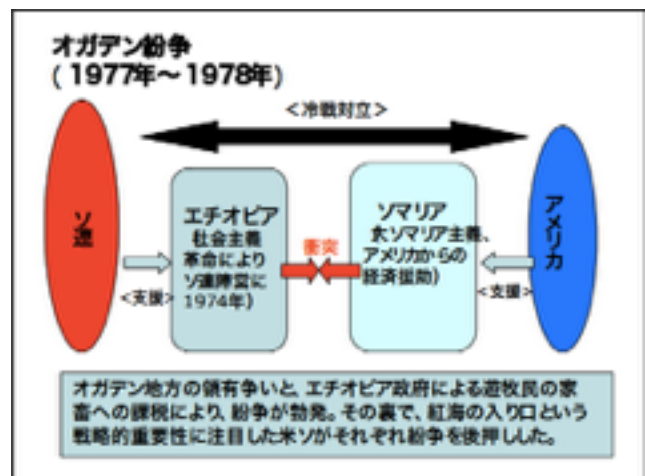 オガデン紛争
( 1977年～1978年)
＜冷戦対立＞
ソ連
エチオピア
社会主義
革命により
ソ連陣営に
1974年)
衝突
ソマリア
大ソマリア主義、
アメリカからの
経済援助)
アメリカ
＜支援＞
＜支援＞
オガデン地方の領有争いと、エチオピア政府による遊牧民の家
畜への課税により、紛争が勃発。その裏で、紅海の入り口という
戦略的重要性に注目した米ソがそれぞれ紛争を後押しした。